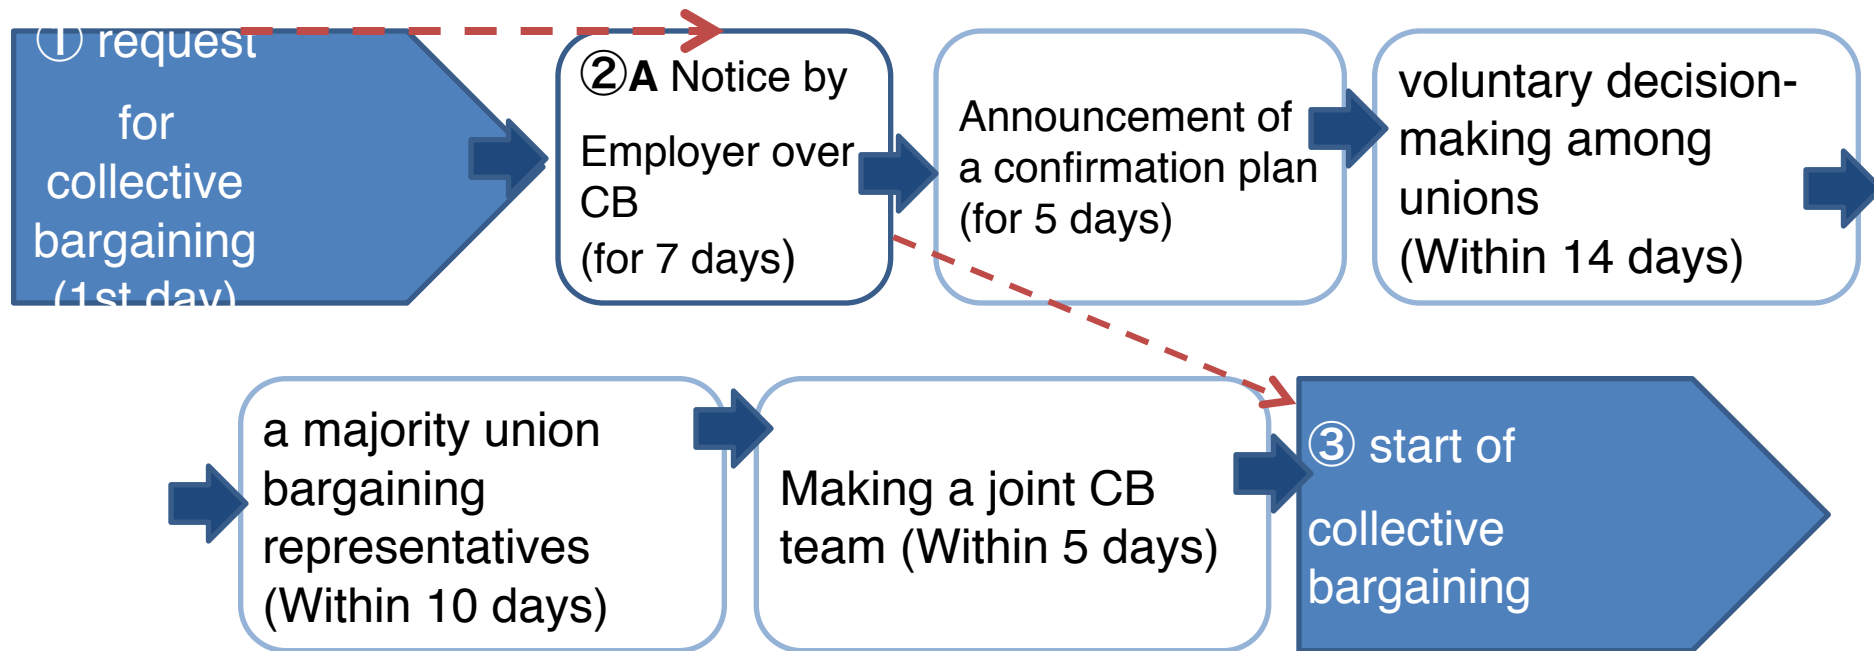 ① request
for
collective
bargaining
(1st day)
②A Notice by
Employer over
CB
(for 7 days)
Announcement of
a confirmation plan
(for 5 days)
voluntary decision-
making among
unions
(Within 14 days)
a majority union
bargaining
representatives
(Within 10 days)
Making a joint CB
team (Within 5 days)
③ start of
collective
bargaining